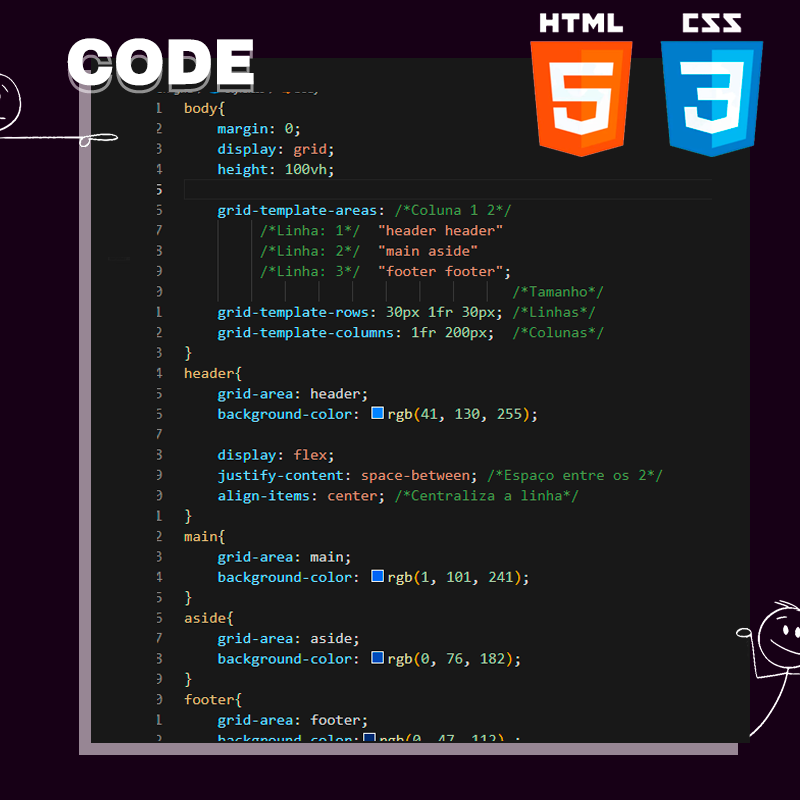 HTML CSS
CODE
5 3
1 body{
2 margin: 0;
3 display: grid;
4 height: 100vh;
5
6 grid-template-areas: /*Coluna 1 2*/
7 /*Linha: 1*/ "header header"
8 /*Linha: 2*/ "main aside"
9 /*Linha: 3*/ "footer footer";
0 /*Tamanho*/
1 grid-template-rows: 30px 1fr 30px; /*Linhas*/
2 grid-template-columns: 1fr 200px; /*Colunas*/
3 }
4 header{
5 grid-area: header;
6 background-color: rgb(41, 130, 255);
7
8 display: flex;
9 justify-content: space-between; /*Espaço entre os 2*/
0 align-items: center; /*Centraliza a linha*/
1 }
2 main{
3 grid-area: main;
4 background-color: rgb(1, 101, 241);
5 }
6 aside{
7 grid-area: aside;
8 background-color: rgb(0, 76, 182);
9 }
0 footer{
1 grid-area: footer;
2 background-color: rgb(0, 47, 112) ;